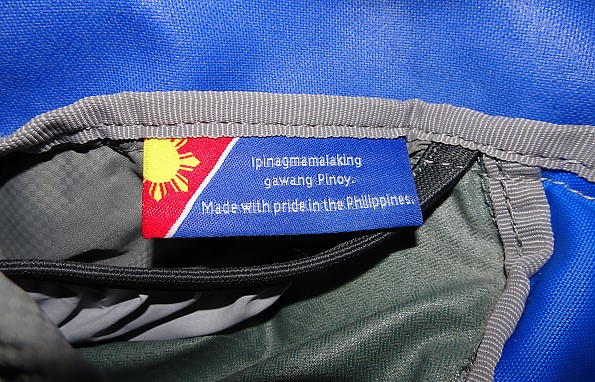 Ipinagmamalaking
gawang Pinoy.
Made with pride in the Philippines.